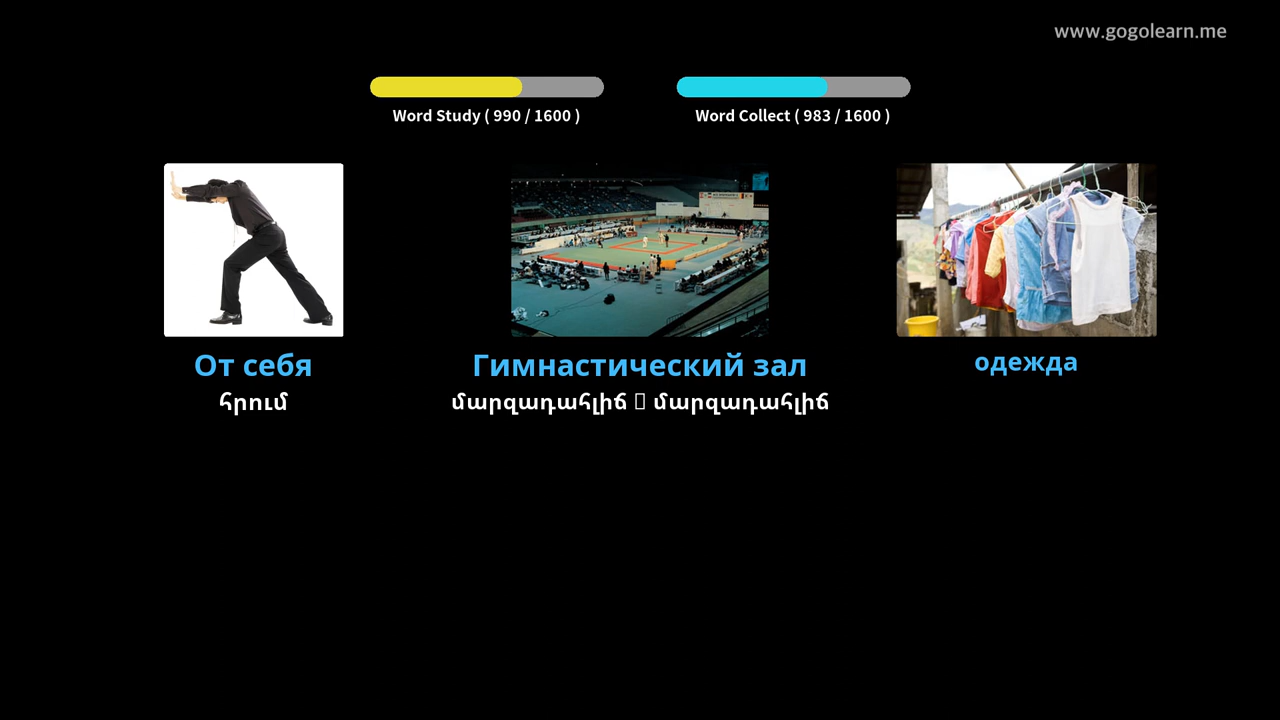 www.gogolearn.me
Word Study ( 990 / 1600 )
Word Collect ( 983 / 1600 )
От себя
հրում
Гимнастический зал
մարզադահլիճ 𖿢 մարզադահլիճ
одежда